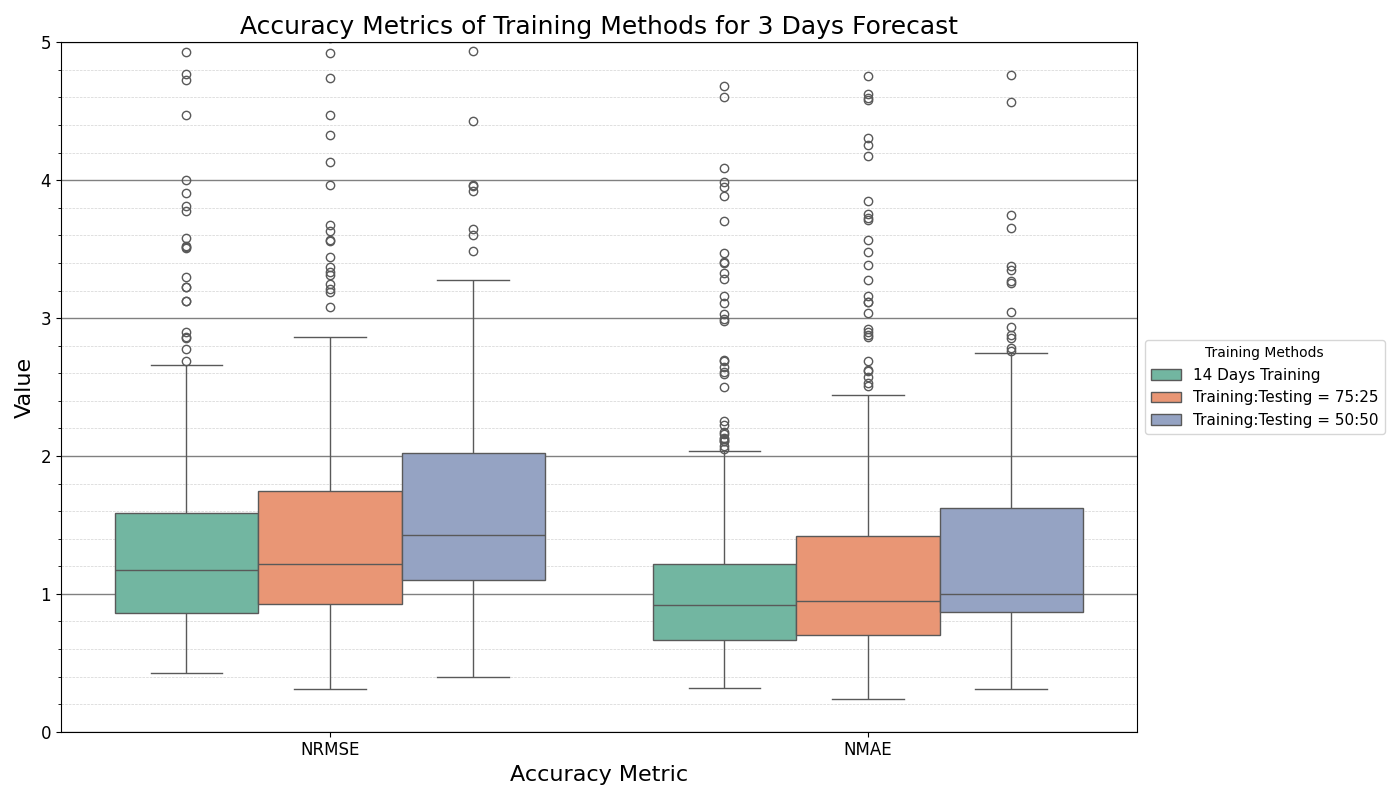 Accuracy Metrics of Training Methods for 3 Days Forecast
5
4
3
2
1
0
Value
NRMSE
NMAE
Accuracy Metric
Training Methods
14 Days Training
Training:Testing = 75:25
Training:Testing = 50:50